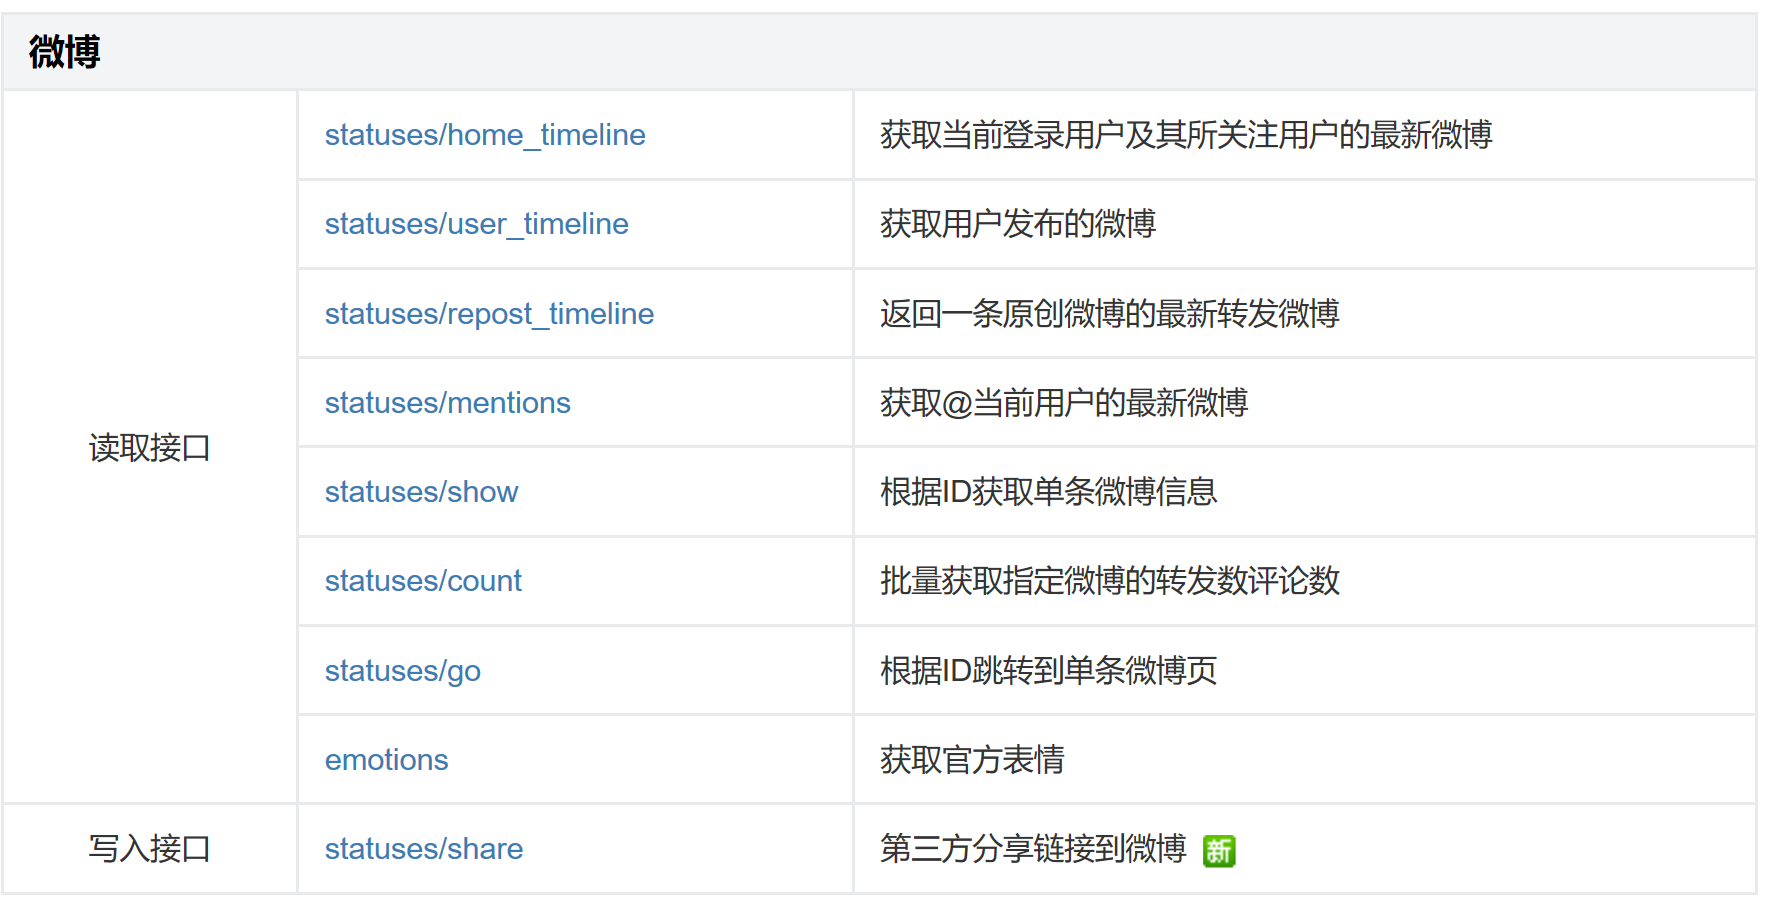 微博
读取接口
statuses/home_timeline 获取当前登录用户及其所关注用户的最新微博
statuses/user_timeline 获取用户发布的微博
statuses/repost_timeline 返回一条原创微博的最新转发微博
statuses/mentions 获取@当前用户的最新微博
statuses/show 根据ID获取单条微博信息
statuses/count 批量获取指定微博的转发数评论数
statuses/go 根据ID跳转到单条微博页
emotions 获取官方表情
写入接口 statuses/share 第三方分享链接到微博 新